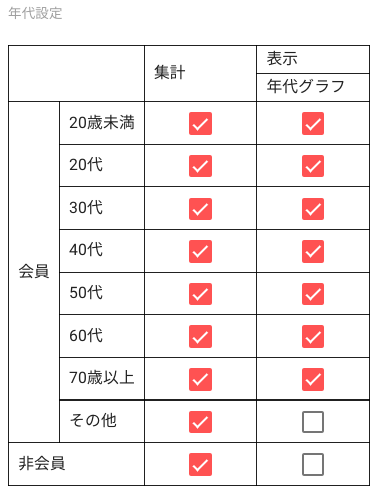 年代設定
集計
表示
年代グラフ
会員
20歳未満
20代
30代
40代
50代
60代
70歳以上
その他
非会員